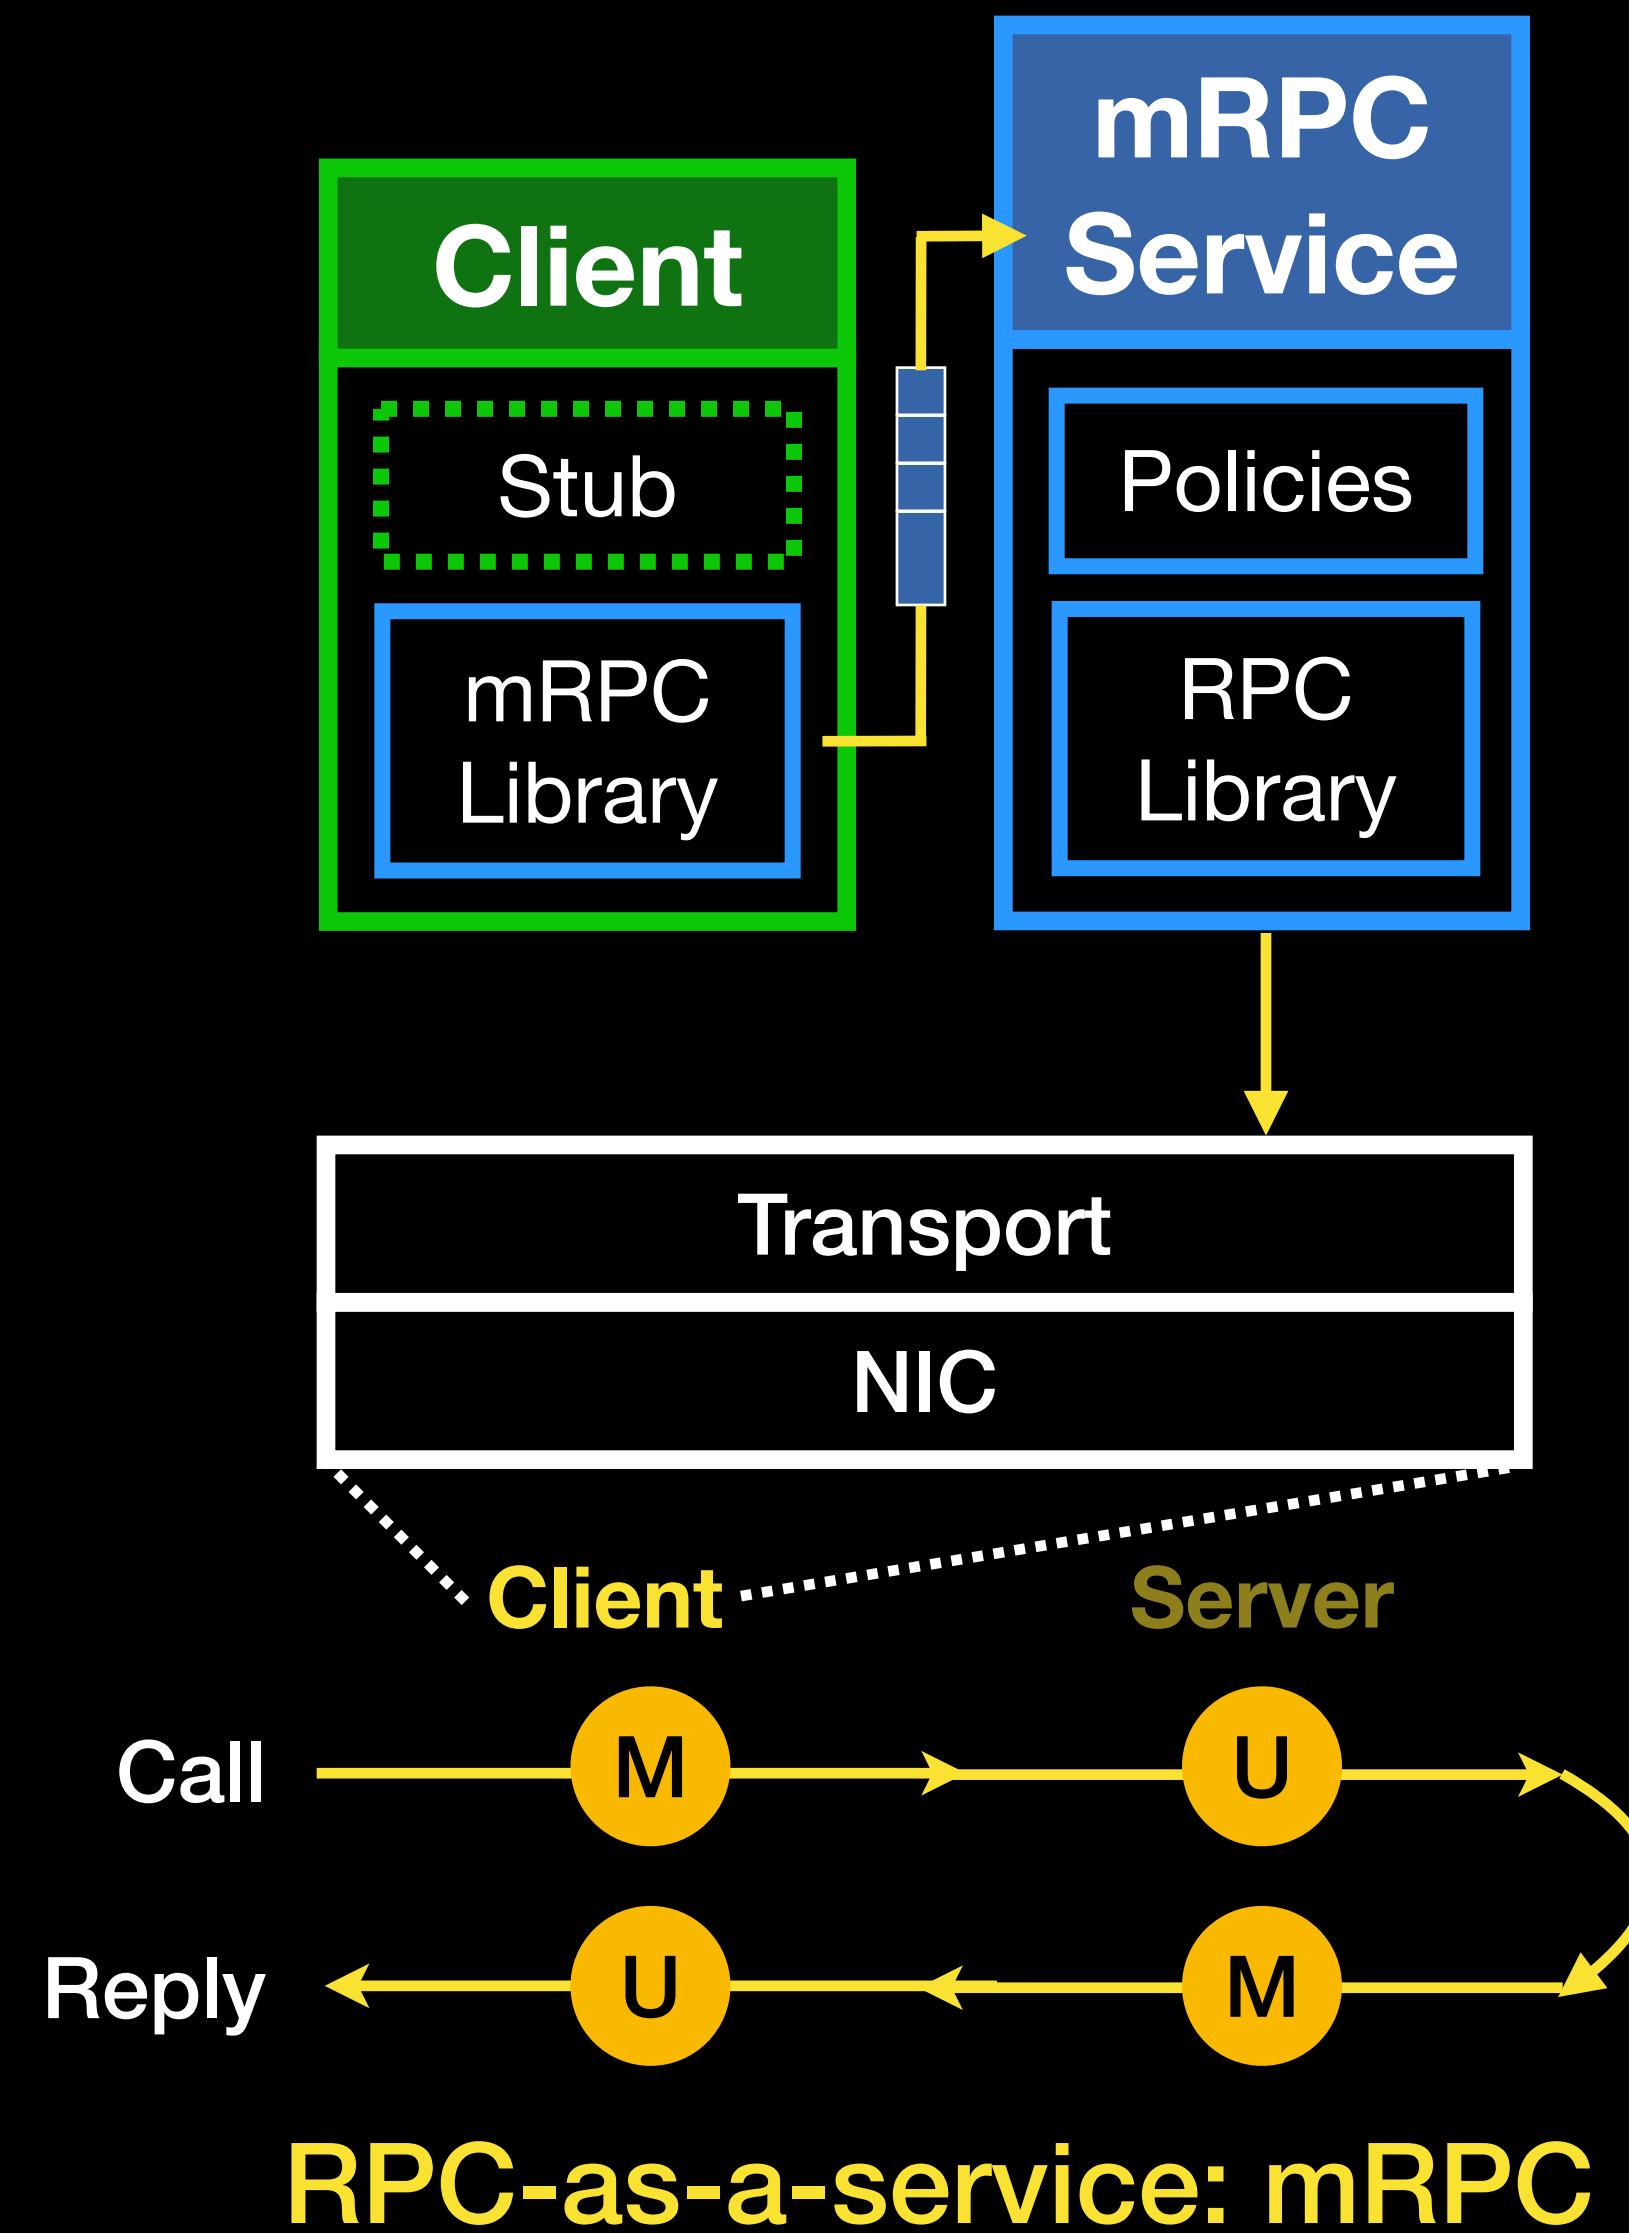 mRPC
Service
Client
Stub
Policies
mRPC
Library
RPC
Library
Transport
NIC
Client
Server
Call
M
U
Reply
U
M
RPC-as-a-service: mRPC